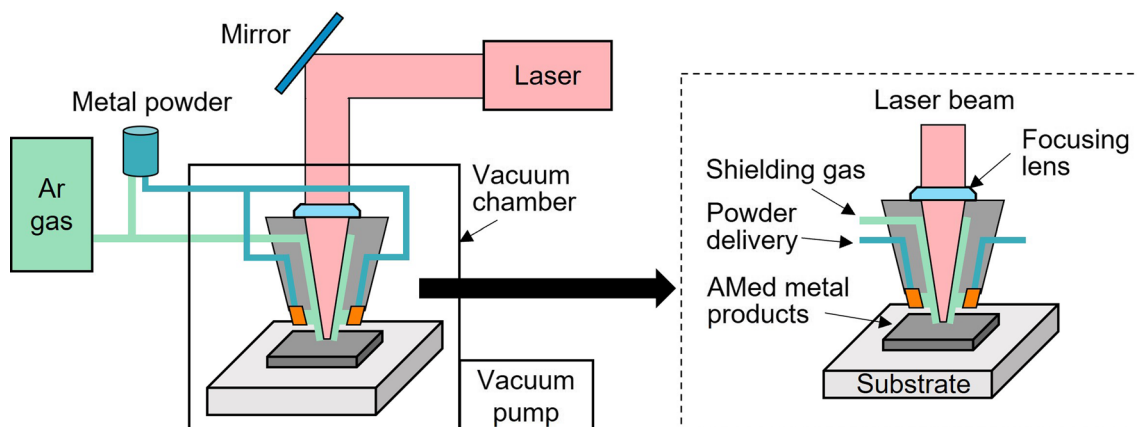 Mirror
Laser
Metal powder
Ar
gas
Vacuum
chamber
Vacuum
pump
Laser beam
Focusing
lens
Shielding gas
Powder
delivery
AMed metal
products
Substrate